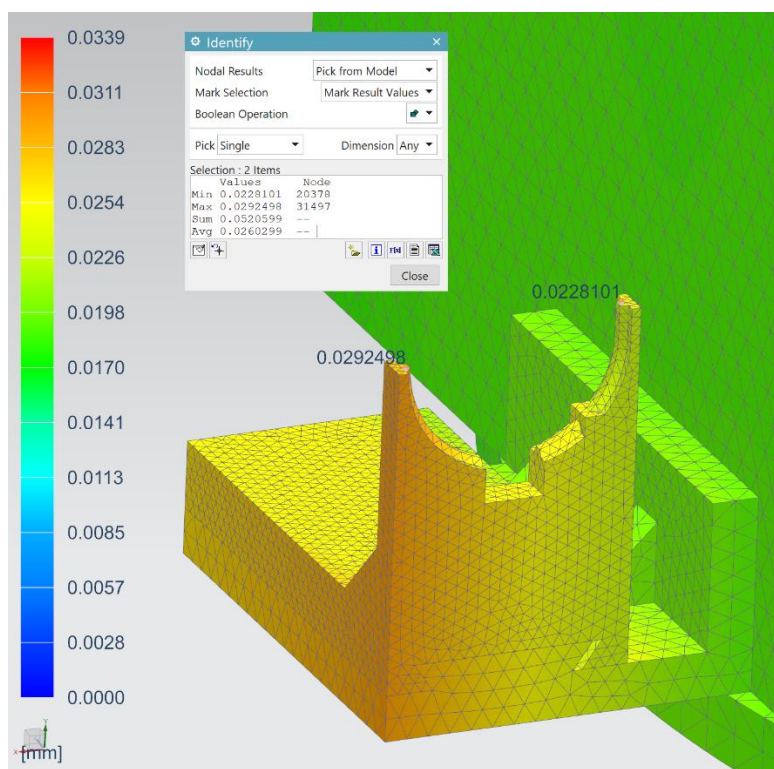 0.0339
0.0311
0.0283
0.0254
0.0226
0.0198
0.0170
0.0141
0.0113
0.0085
0.0057
0.0028
0.0000
[mm]
Identify
Nodal Results Pick from Model
Mark Selection Mark Result Values
Boolean Operation
Pick Single Dimension Any
Selection : 2 Items
Values Node
Min 0.0228101 20378
Max 0.0292498 31497
Sum 0.0520599 --
Avg 0.0260299 --
Close
0.0228101
0.0292498